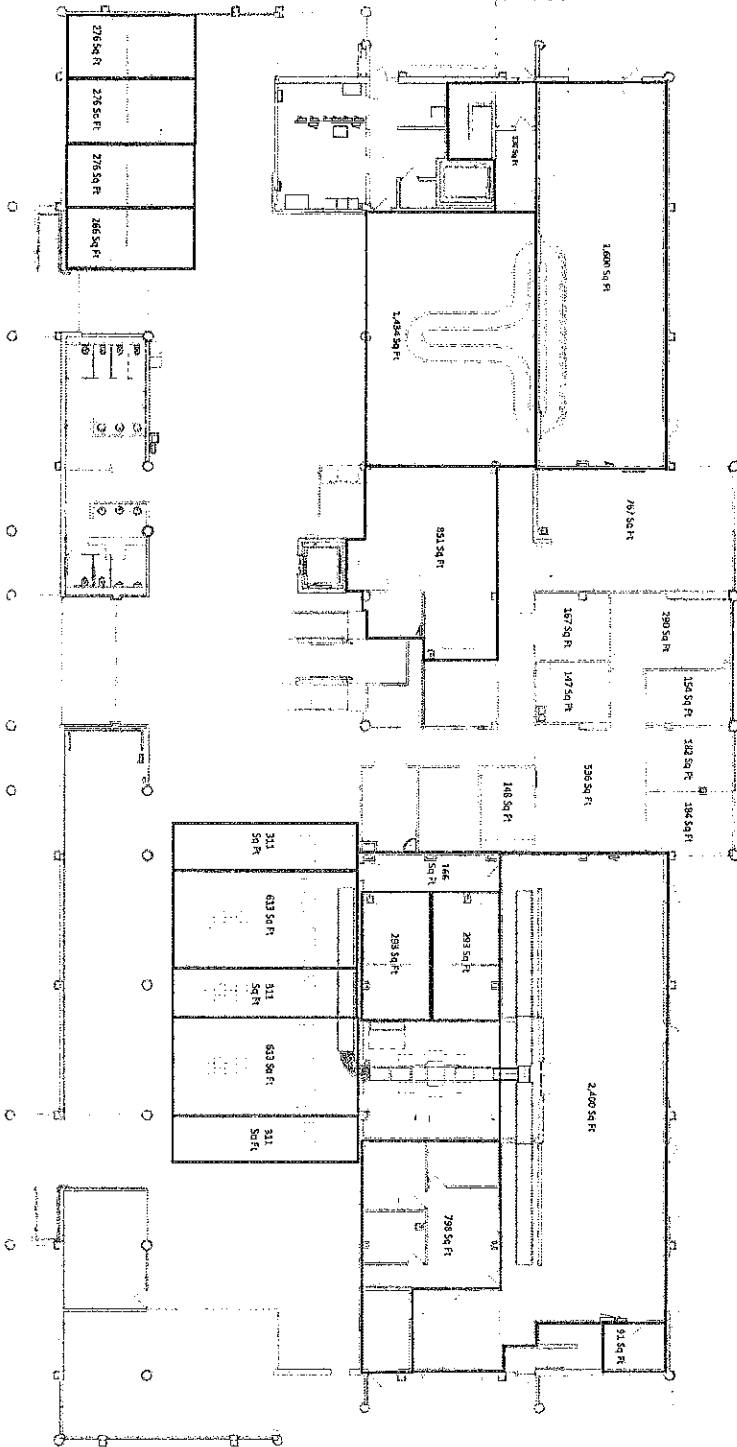 290 Sq Ft
154 Sq Ft
182 Sq Ft
184 Sq Ft
767 Sq Ft
1,600 Sq Ft
2,400 Sq Ft
91 Sq Ft
167 Sq Ft
147 Sq Ft
536 Sq Ft
148 Sq Ft
851 Sq Ft
1,434 Sq Ft
166
Sq Ft
293 Sq Ft
293 Sq Ft
798 Sq Ft
311
Sq Ft
613 Sq Ft
311
Sq Ft
613 Sq Ft
311
Sq Ft
276 Sq Ft
276 Sq Ft
276 Sq Ft
266 Sq Ft